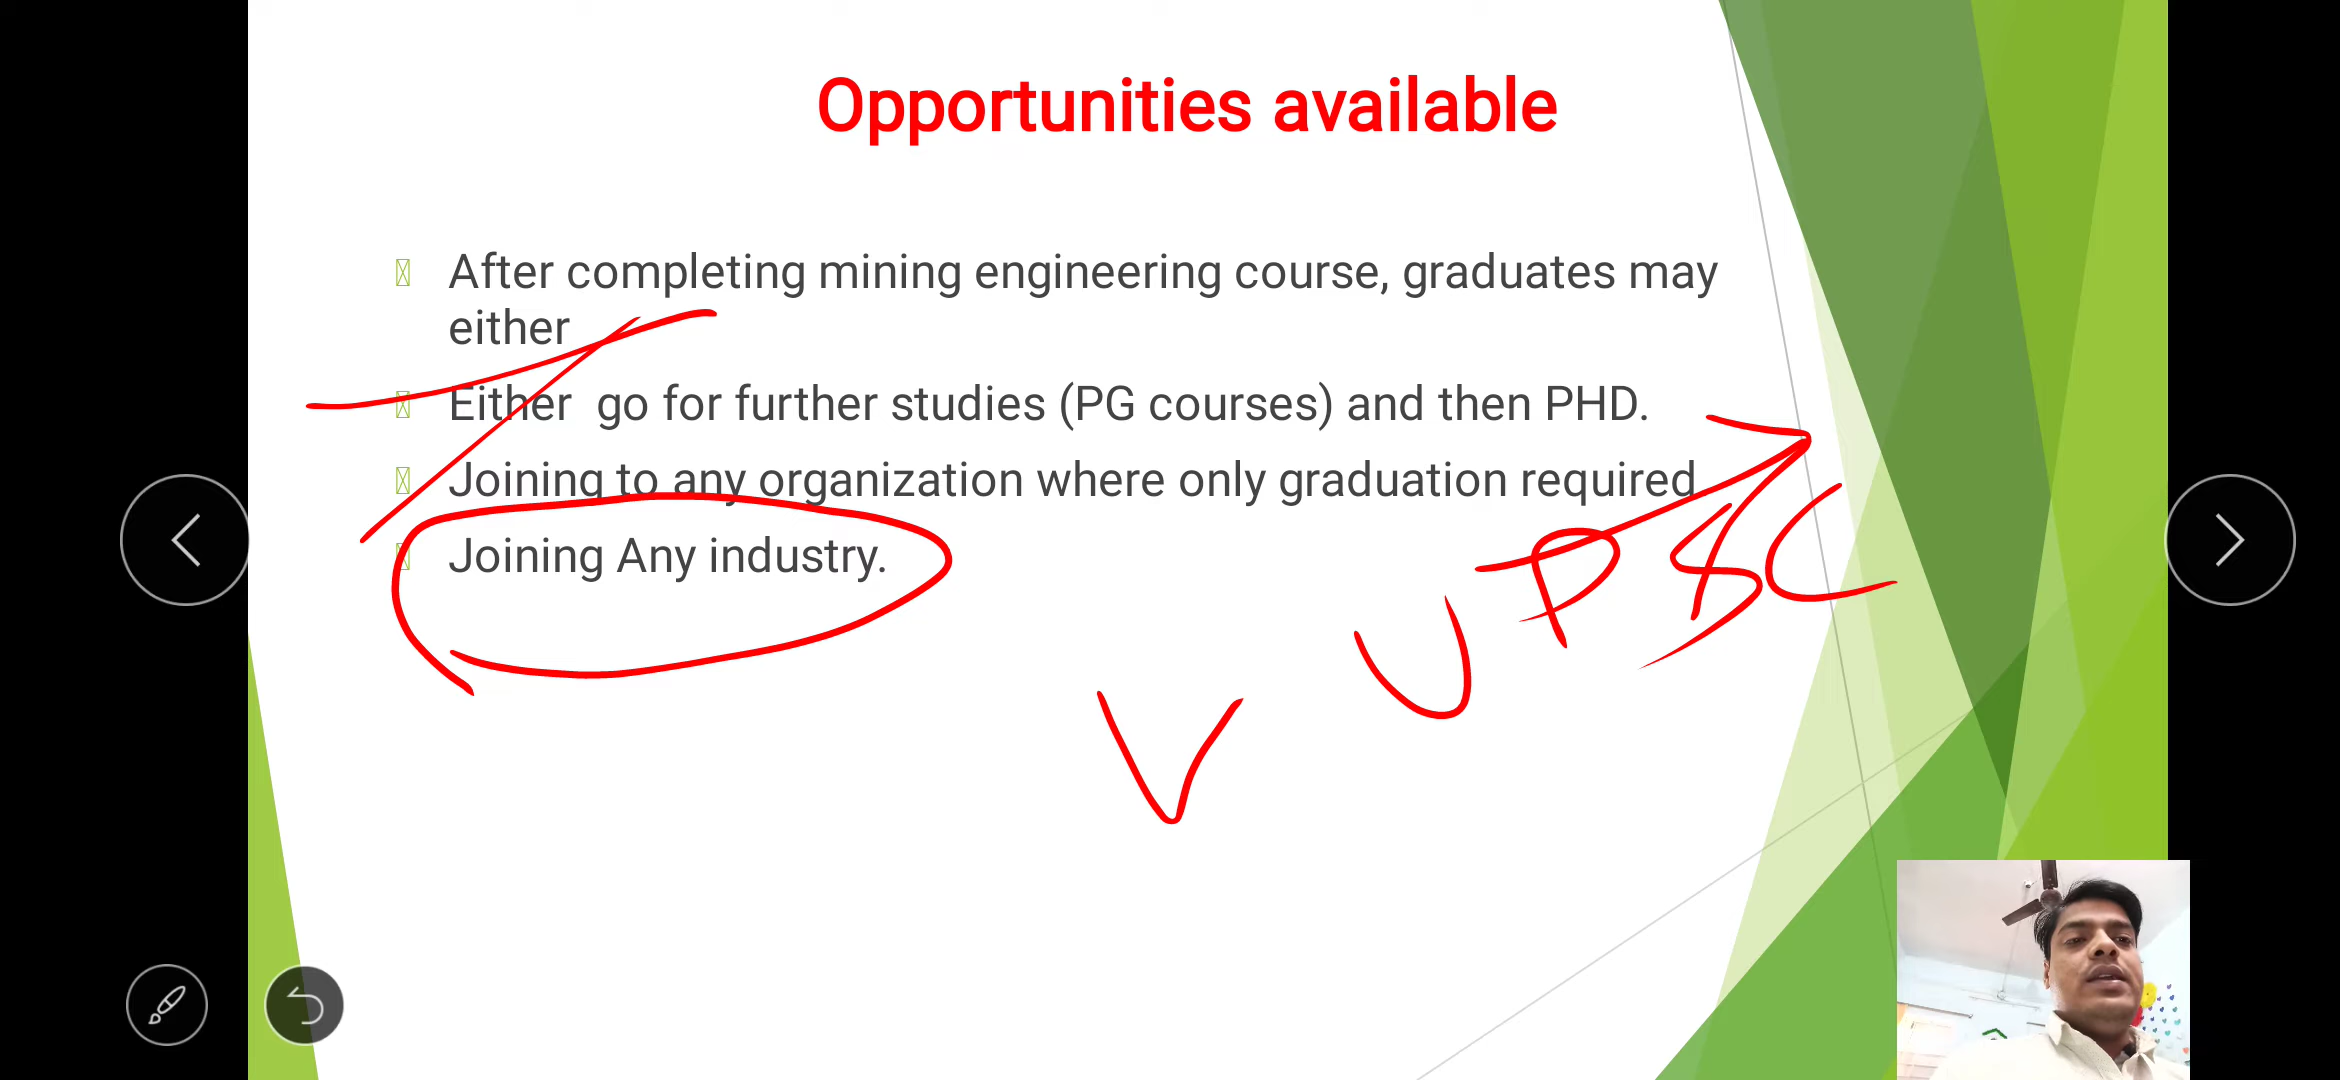 Opportunities available
After completing mining engineering course, graduates may
either
Either go for further studies (PG courses) and then PHD.
Joining to any organization where only graduation required
Joining Any industry.
UPSC
V